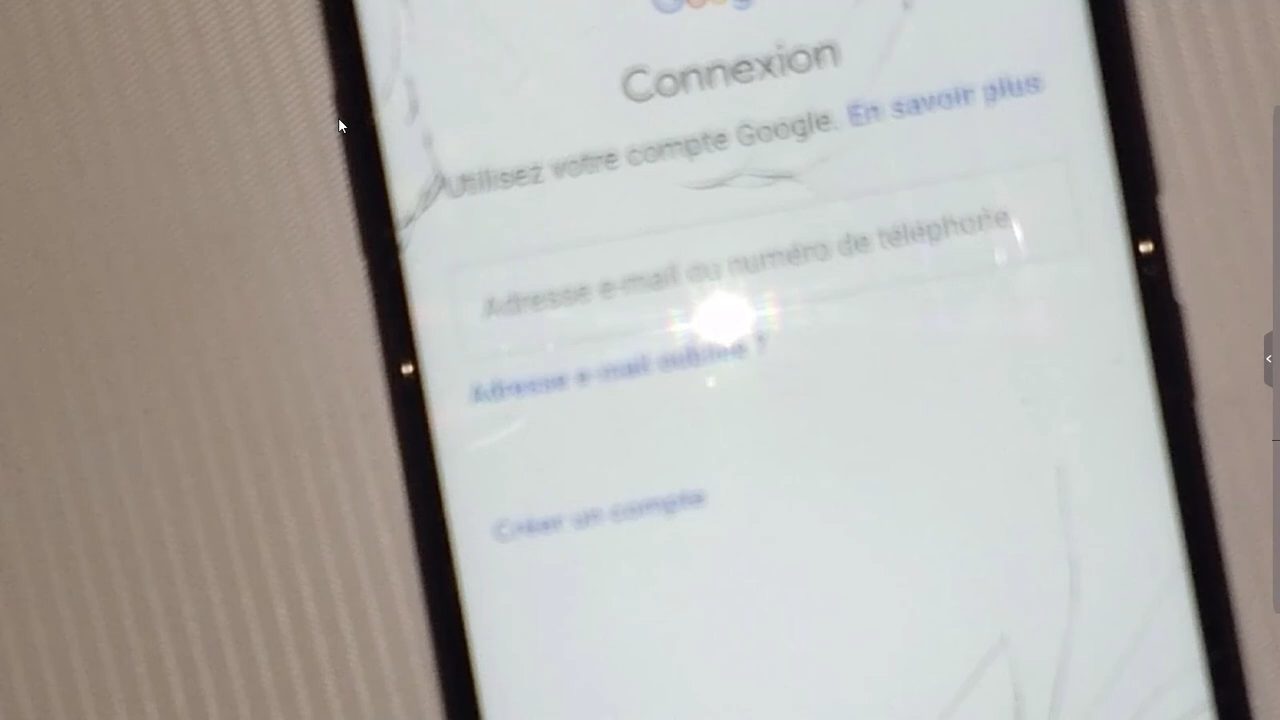 Google
Connexion
Utilisez votre compte Google. En savoir plus
Adresse e-mail ou numéro de téléphone
Adresse e-mail oubliée ?
Créer un compte